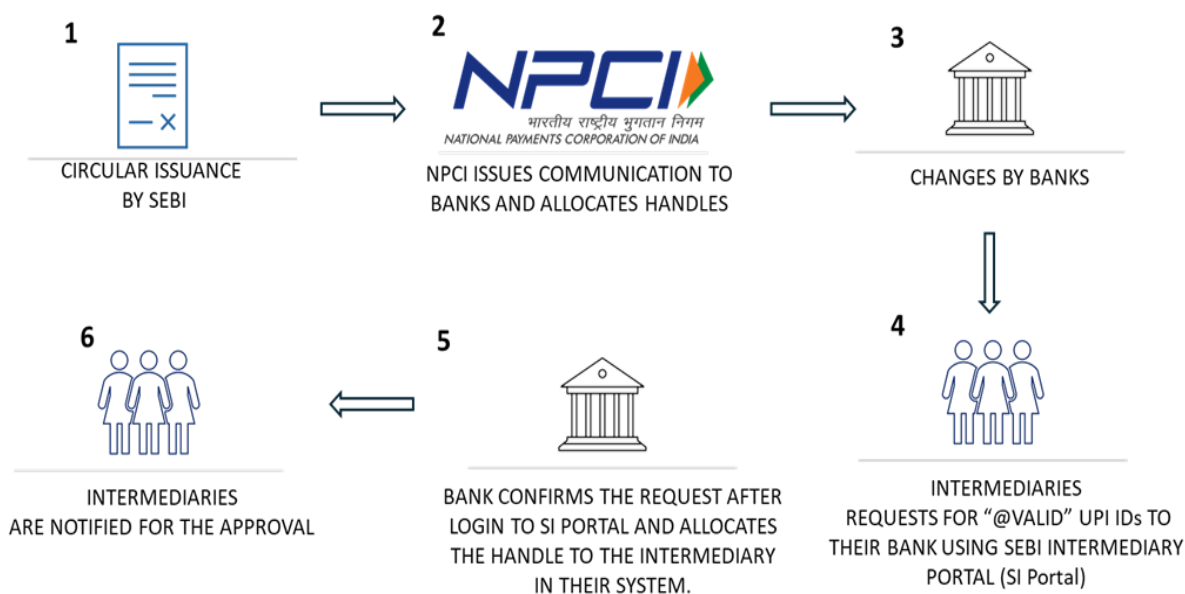 1
CIRCULAR ISSUANCE
BY SEBI
2
NPCI
भारतीय राष्ट्रीय भुगतान निगम
NATIONAL PAYMENTS CORPORATION OF INDIA
NPCI ISSUES COMMUNICATION TO
BANKS AND ALLOCATES HANDLES
3
CHANGES BY BANKS
4
INTERMEDIARIES
REQUESTS FOR “@VALID” UPI IDs TO
THEIR BANK USING SEBI INTERMEDIARY
PORTAL (SI Portal)
5
BANK CONFIRMS THE REQUEST AFTER
LOGIN TO SI PORTAL AND ALLOCATES
THE HANDLE TO THE INTERMEDIARY
IN THEIR SYSTEM.
6
INTERMEDIARIES
ARE NOTIFIED FOR THE APPROVAL